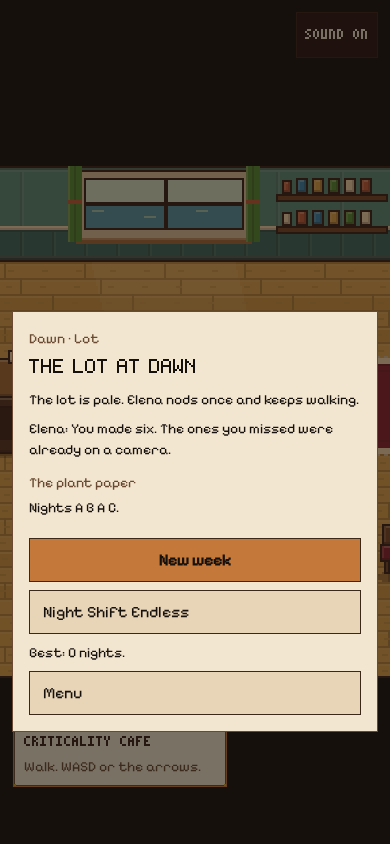 SOUND ON
Dawn · Lot
THE LOT AT DAWN
The lot is pale. Elena nods once and keeps walking.
Elena: You made six. The ones you missed were
already on a camera.
The plant paper
Nights A B A C.
New week
Night Shift Endless
Best: 0 nights.
Menu
CRITICALITY CAFE
Walk. WASD or the arrows.